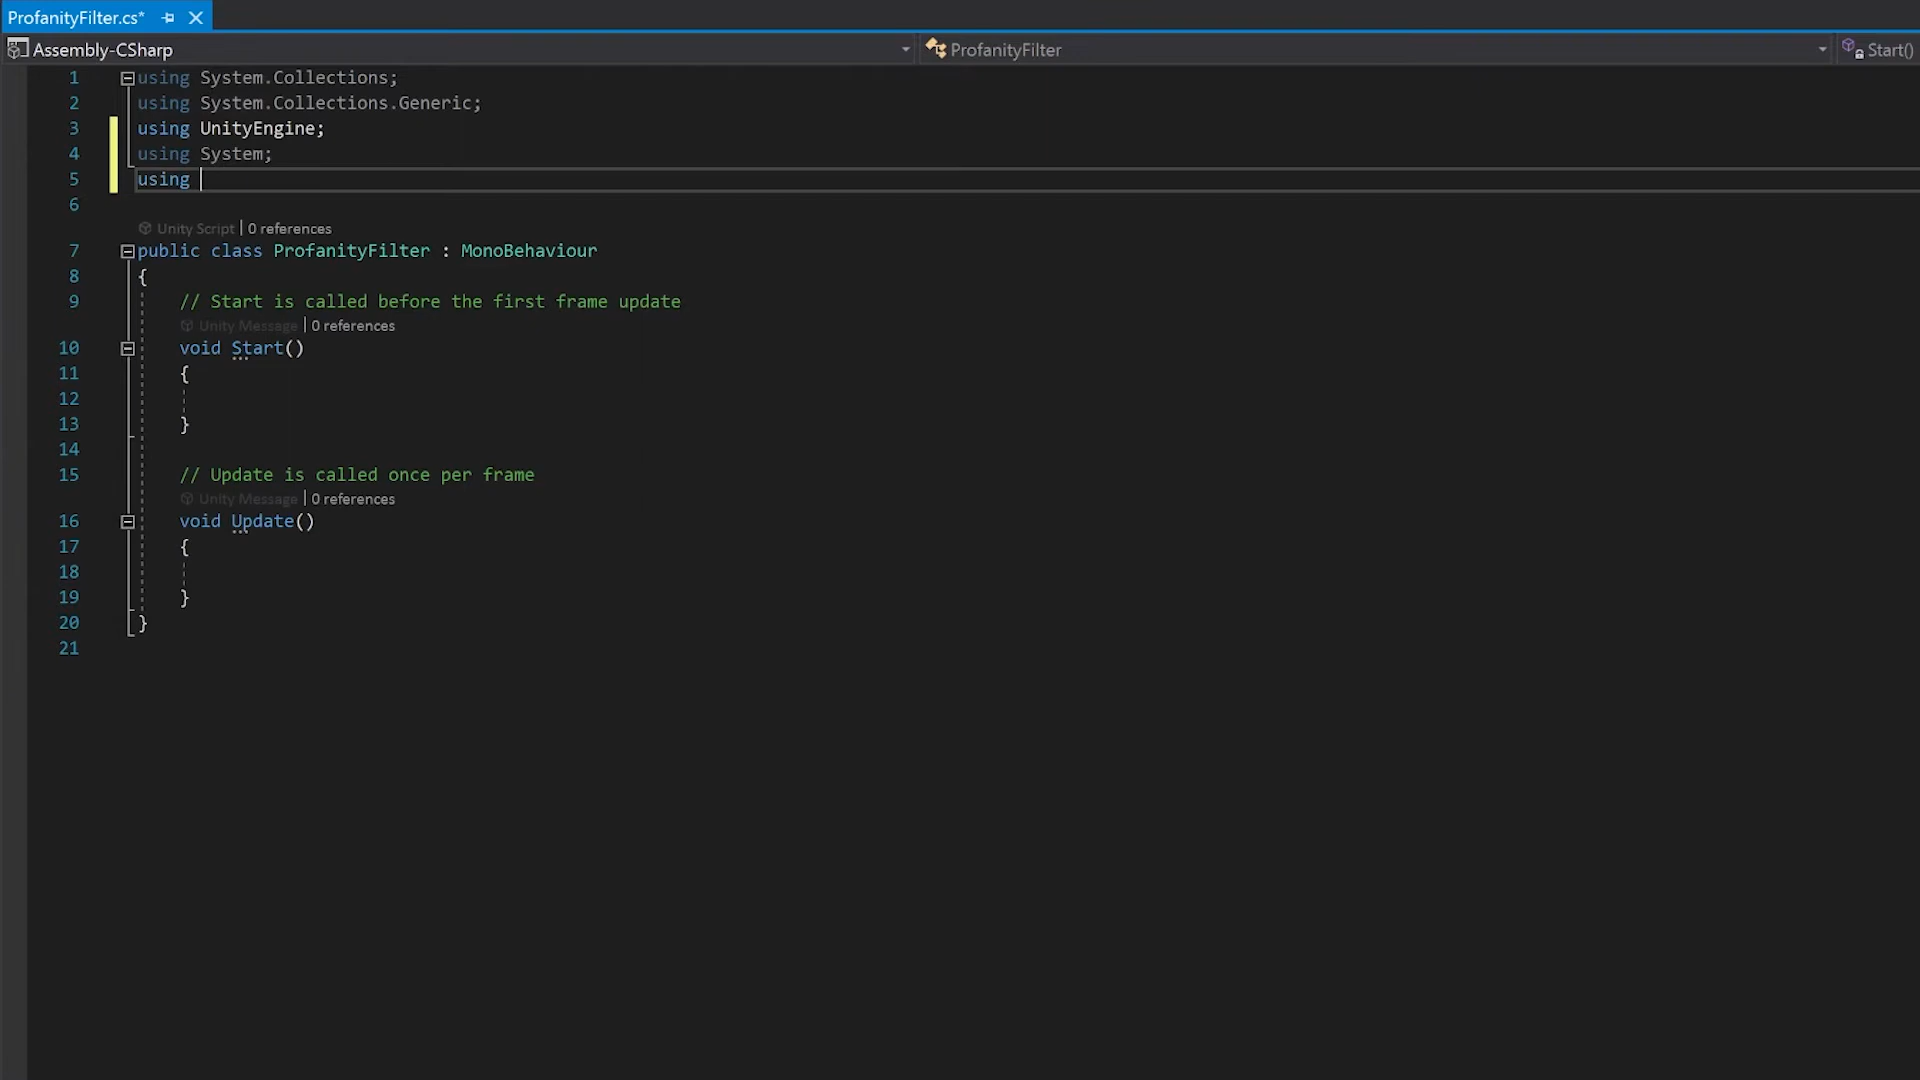 ProfanityFilter.cs*
Assembly-CSharp
ProfanityFilter
Start()
1 using System.Collections;
2 using System.Collections.Generic;
3 using UnityEngine;
4 using System;
5 using
6
Unity Script | 0 references
7 public class ProfanityFilter : MonoBehaviour
8 {
9 // Start is called before the first frame update
Unity Message | 0 references
10 void Start()
11 {
12
13 }
14
15 // Update is called once per frame
Unity Message | 0 references
16 void Update()
17 {
18
19 }
20 }
21